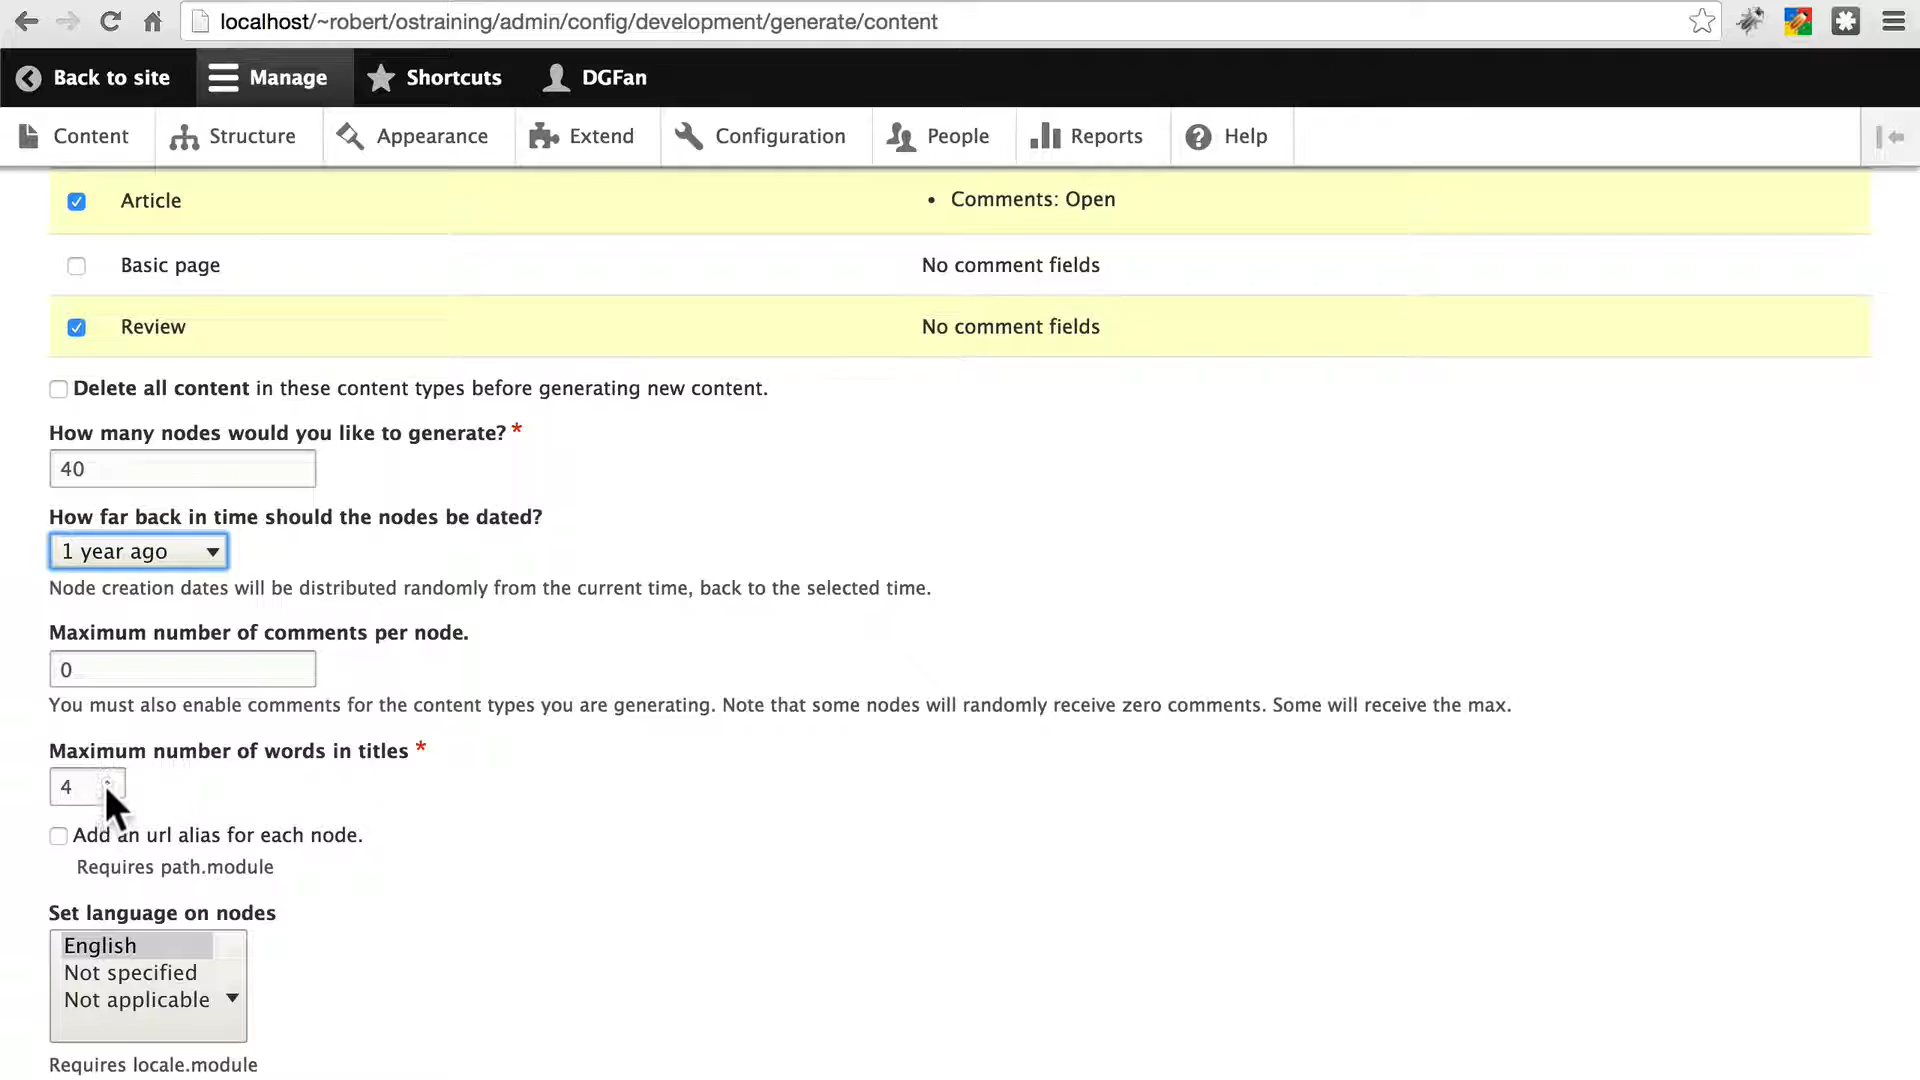 localhost/~robert/ostraining/admin/config/development/generate/content
Back to site Manage Shortcuts DGFan
Content Structure Appearance Extend Configuration People Reports Help
Article • Comments: Open
Basic page No comment fields
Review No comment fields
Delete all content in these content types before generating new content.
How many nodes would you like to generate? *
40
How far back in time should the nodes be dated?
1 year ago
Node creation dates will be distributed randomly from the current time, back to the selected time.
Maximum number of comments per node.
0
You must also enable comments for the content types you are generating. Note that some nodes will randomly receive zero comments. Some will receive the max.
Maximum number of words in titles *
4
Add an url alias for each node.
Requires path.module
Set language on nodes
English
Not specified
Not applicable
Requires locale.module